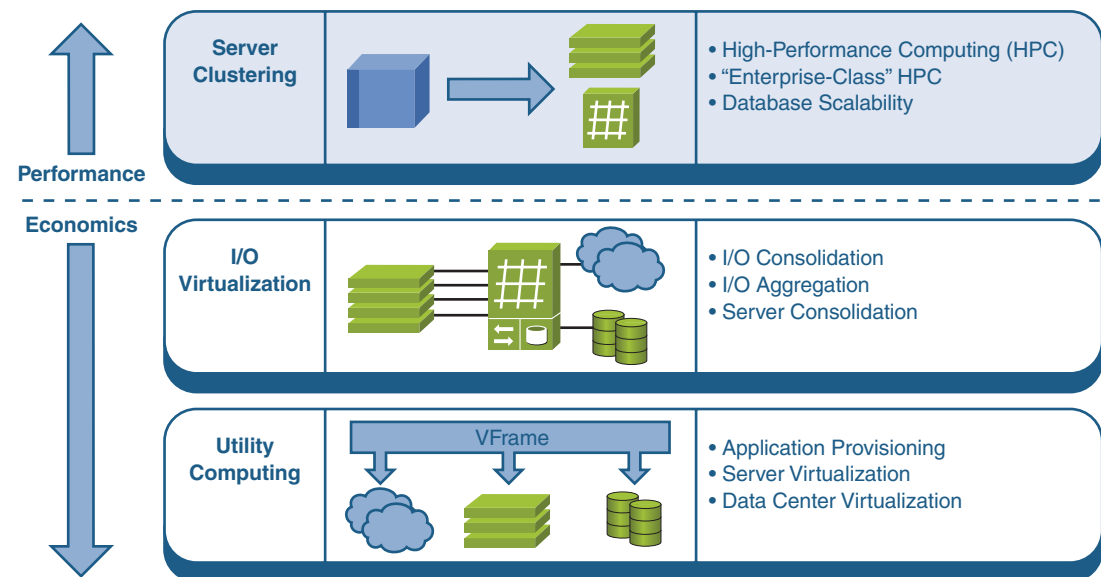 Server
Clustering
• High-Performance Computing (HPC)
• “Enterprise-Class” HPC
• Database Scalability
Performance
Economics
I/O
Virtualization
• I/O Consolidation
• I/O Aggregation
• Server Consolidation
Utility
Computing
VFrame
• Application Provisioning
• Server Virtualization
• Data Center Virtualization